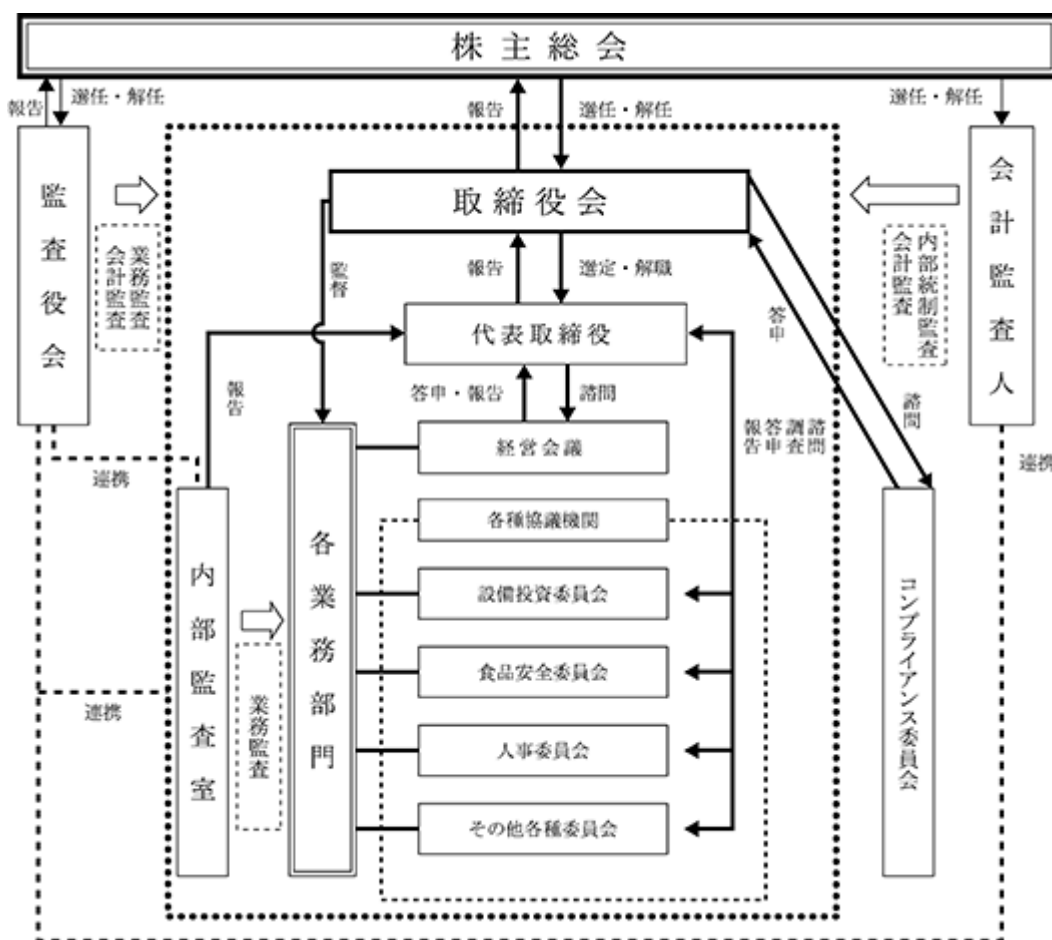 株主総会
報告
選任・解任
報告
選任・解任
選任・解任
監査役会
業務監査
会計監査
取締役会
会計監査人
内部統制監査
会計監査
監督
報告
選定・解職
答申
諮問
代表取締役
報告
答申・報告
諮問
諮問
調査
答申
報告
連携
連携
経営会議
各種協議機関
内部監査室
各業務部門
設備投資委員会
コンプライアンス委員会
食品安全委員会
連携
業務監査
人事委員会
その他各種委員会